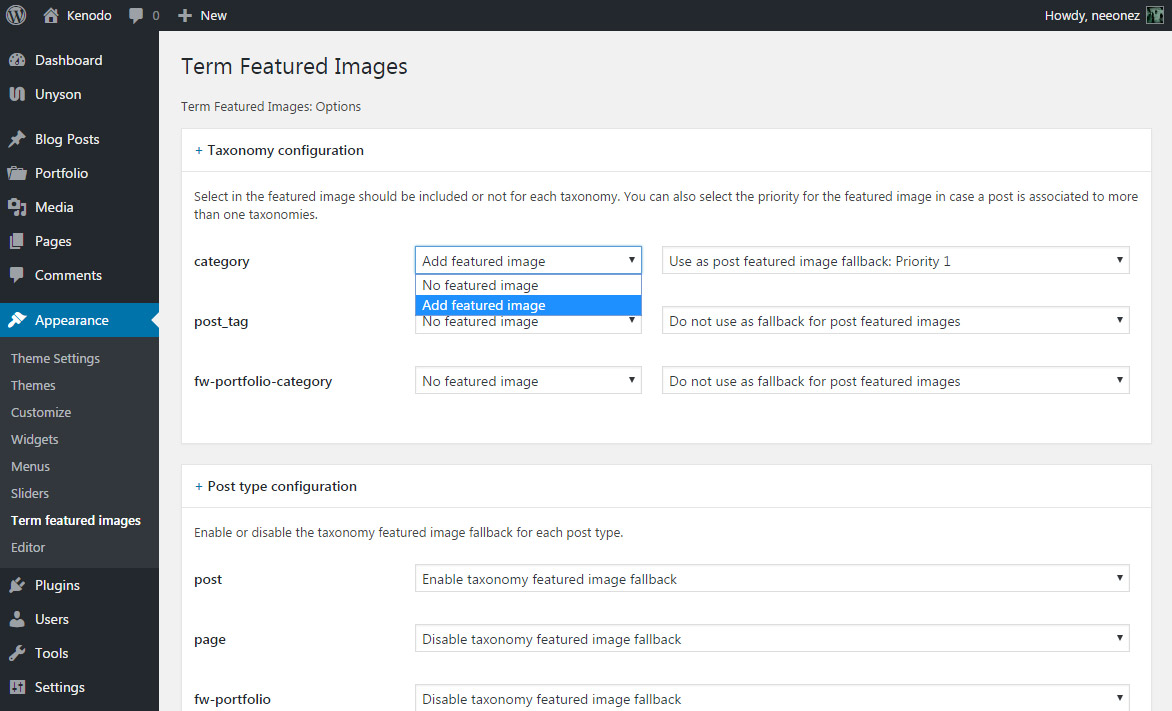 Kenodo 0 New Howdy, neeonez
Dashboard
Unyson
Blog Posts
Portfolio
Media
Pages
Comments
Appearance
Theme Settings
Themes
Customize
Widgets
Menus
Sliders
Term featured images
Editor
Plugins
Users
Tools
Settings
Term Featured Images
Term Featured Images: Options
+ Taxonomy configuration
Select in the featured image should be included or not for each taxonomy. You can also select the priority for the featured image in case a post is associated to more
than one taxonomies.
category Add featured image Use as post featured image fallback: Priority 1
No featured image
Add featured image
post_tag No featured image Do not use as fallback for post featured images
fw-portfolio-category No featured image Do not use as fallback for post featured images
+ Post type configuration
Enable or disable the taxonomy featured image fallback for each post type.
post Enable taxonomy featured image fallback
page Disable taxonomy featured image fallback
fw-portfolio Disable taxonomy featured image fallback